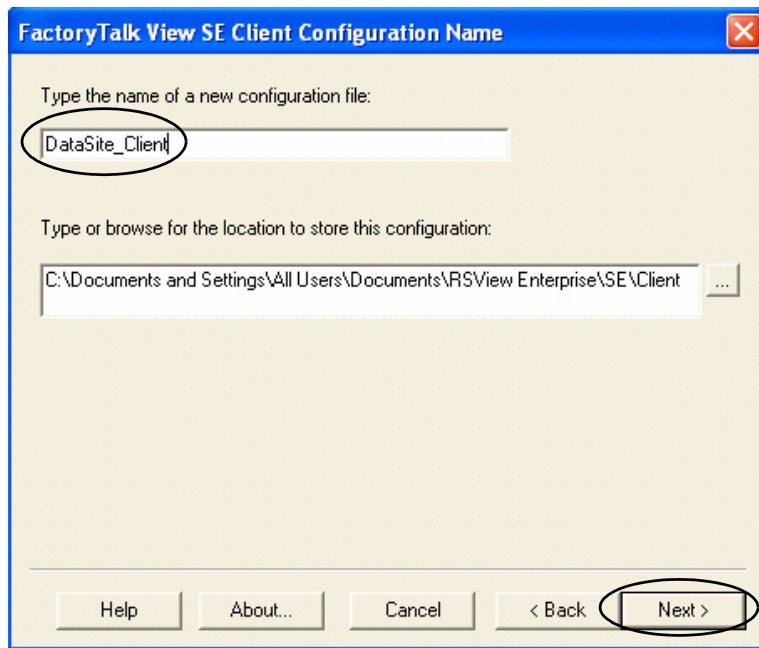 FactoryTalk View SE Client Configuration Name
Type the name of a new configuration file:
DataSite_Client
Type or browse for the location to store this configuration:
C:\Documents and Settings\All Users\Documents\RSView Enterprise\SE\Client
...
Help
About...
Cancel
< Back
Next >